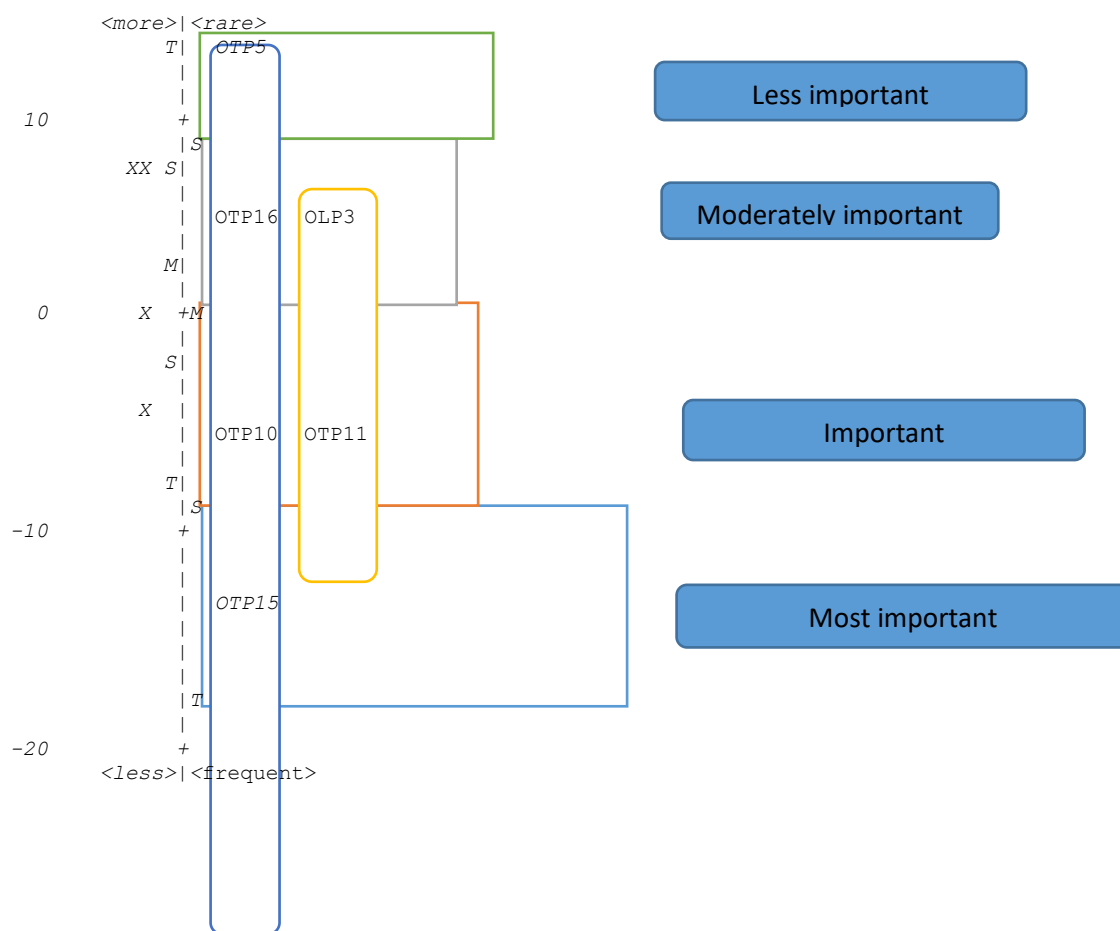 <more>|<rare>
T| OTP5
|
|
10 +
|S
XX S|
|
OTP16 OLP3
|
M|
|
0 X +M
|
S|
|
X |
| OTP10 OTP11
|
T|
|S
-10 +
|
|
| OTP15
|
|
|
|T
|
-20 +
<less>|<frequent>
Less important
Moderately important
Important
Most important